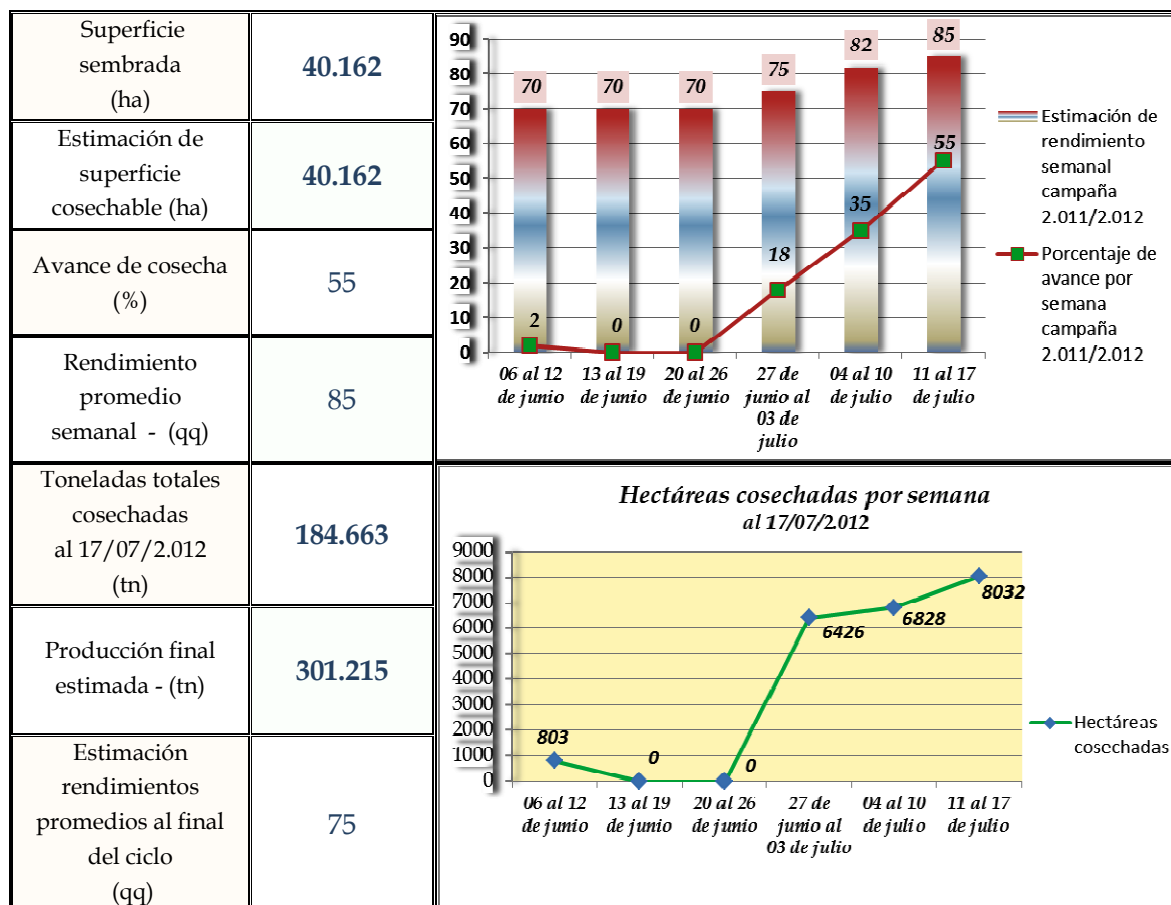 Superficie
sembrada
(ha)
40.162
Estimación de
superficie
cosechable (ha)
40.162
Avance de cosecha
(%)
55
Rendimiento
promedio
semanal - (qq)
85
Toneladas totales
cosechadas
al 17/07/2.012
(tn)
184.663
Producción final
estimada - (tn)
301.215
Estimación
rendimientos
promedios al final
del ciclo
(qq)
75
90
80
70
60
50
40
30
20
10
0
70
70
70
75
82
85
2
0
0
18
35
55
06 al 12
de junio
13 al 19
de junio
20 al 26
de junio
27 de
junio al
03 de
julio
04 al 10
de julio
11 al 17
de julio
Estimación de
rendimiento
semanal
campaña
2.011/2.012
Porcentaje de
avance por
semana
campaña
2.011/2.012
Hectáreas cosechadas por semana
al 17/07/2.012
9000
8000
7000
6000
5000
4000
3000
2000
1000
0
803
0
0
6426
6828
8032
06 al 12
de junio
13 al 19
de junio
20 al 26
de junio
27 de
junio al
03 de julio
04 al 10
de julio
11 al 17
de julio
Hectáreas
cosechadas